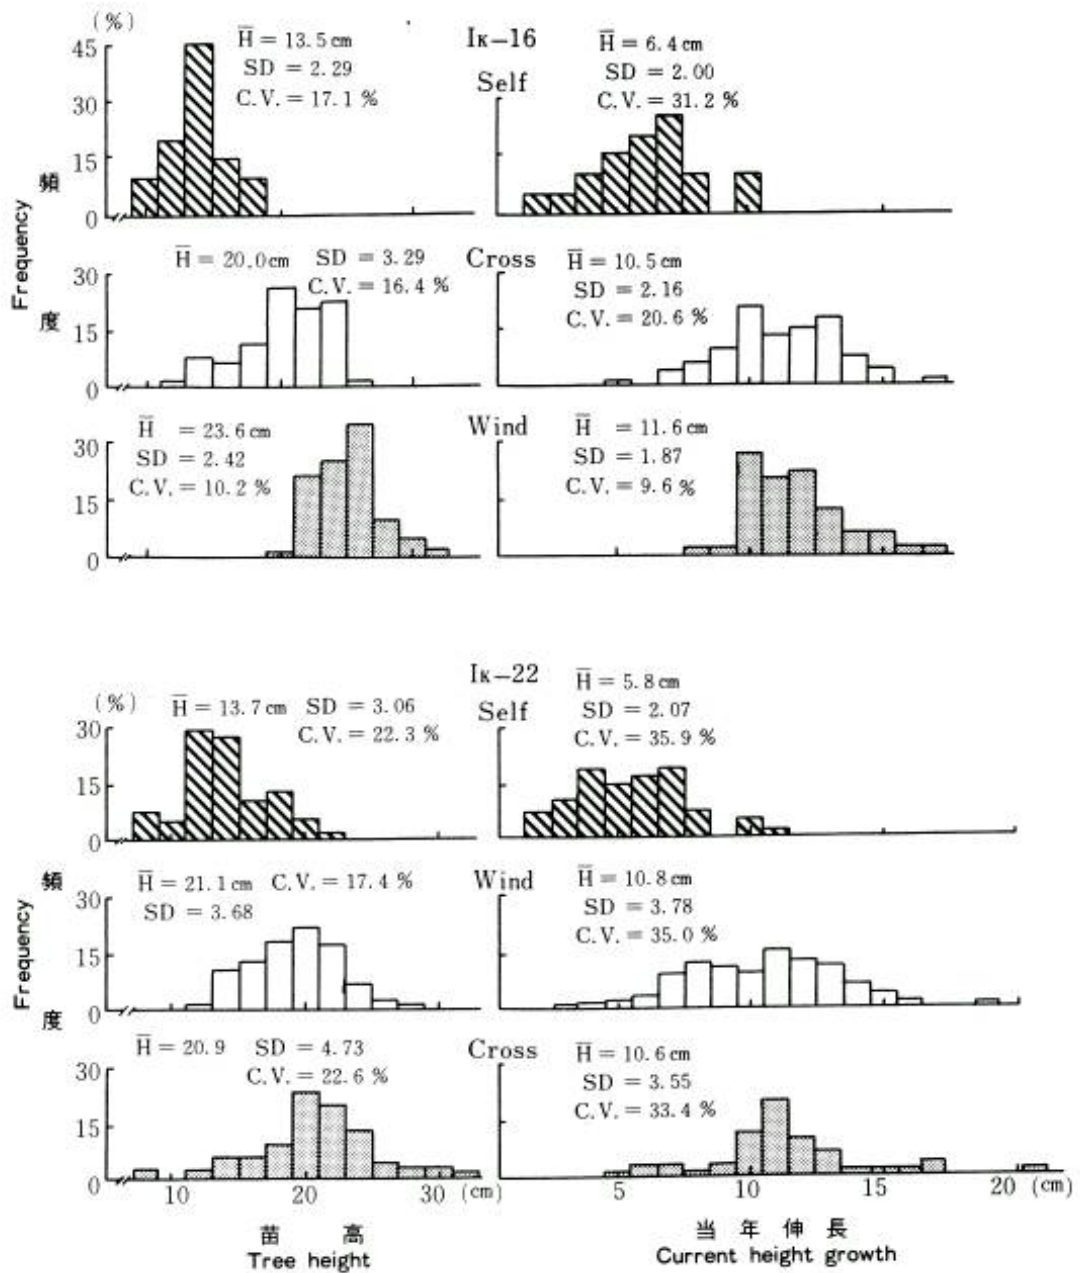 (%)
45
30
15
0
H̅ = 13.5 cm
SD = 2.29
C.V. = 17.1 %
Iκ–16
Self
H̅ = 6.4 cm
SD = 2.00
C.V. = 31.2 %
頻
度
Frequency
30
15
0
H̅ = 20.0cm SD = 3.29
C.V. = 16.4 %
Cross
H̅ = 10.5 cm
SD = 2.16
C.V. = 20.6 %
30
15
0
H̅ = 23.6 cm
SD = 2.42
C.V. = 10.2 %
Wind
H̅ = 11.6 cm
SD = 1.87
C.V. = 9.6 %
Iκ–22
(%)
30
15
0
H̅ = 13.7 cm SD = 3.06
C.V. = 22.3 %
Self
H̅ = 5.8 cm
SD = 2.07
C.V. = 35.9 %
頻
度
Frequency
30
15
0
H̅ = 21.1 cm C.V. = 17.4 %
SD = 3.68
Wind
H̅ = 10.8 cm
SD = 3.78
C.V. = 35.0 %
30
15
0
H̅ = 20.9 SD = 4.73
C.V. = 22.6 %
Cross
H̅ = 10.6 cm
SD = 3.55
C.V. = 33.4 %
10 20 30 (cm)
5 10 15 20 (cm)
苗 高
Tree height
当 年 伸 長
Current height growth